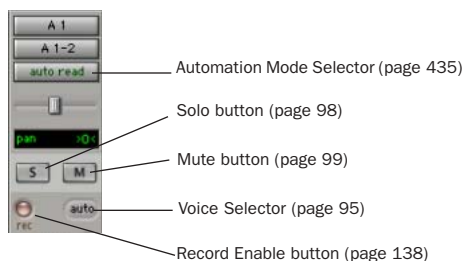 A 1
A 1-2
auto read
Automation Mode Selector (page 435)
Solo button (page 98)
pan >0<
Mute button (page 99)
S M
auto
Voice Selector (page 95)
rec
Record Enable button (page 138)